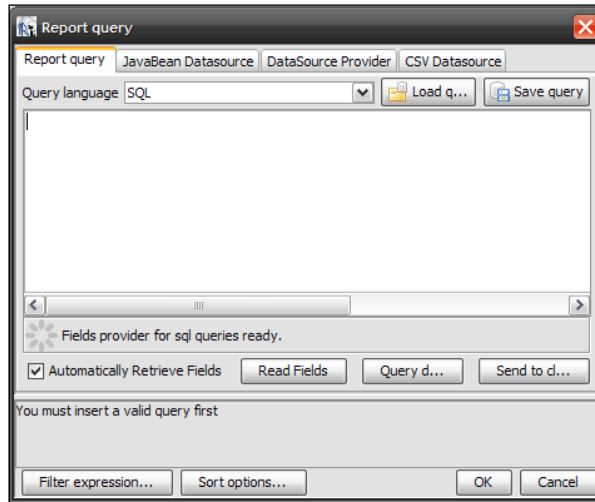 Report query
Report query JavaBean Datasource DataSource Provider CSV Datasource
Query language SQL Load q... Save query
Fields provider for sql queries ready.
Automatically Retrieve Fields Read Fields Query d... Send to cl...
You must insert a valid query first
Filter expression... Sort options... OK Cancel